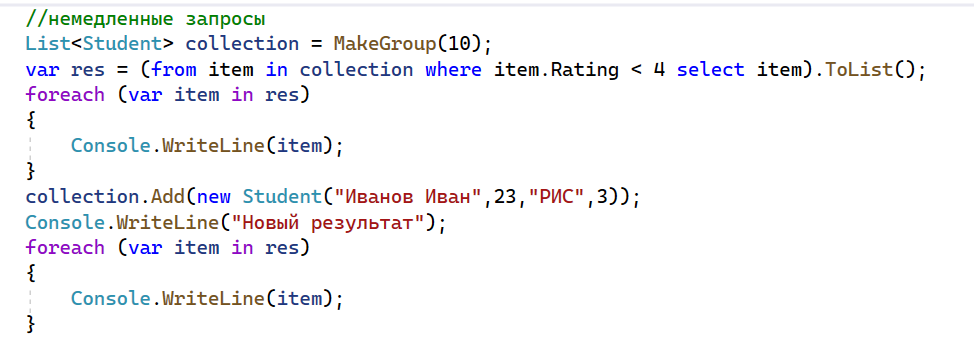 //немедленные запросы
List<Student> collection = MakeGroup(10);
var res = (from item in collection where item.Rating < 4 select item).ToList();
foreach (var item in res)
{
    Console.WriteLine(item);
}
collection.Add(new Student("Иванов Иван",23,"РИС",3));
Console.WriteLine("Новый результат");
foreach (var item in res)
{
    Console.WriteLine(item);
}